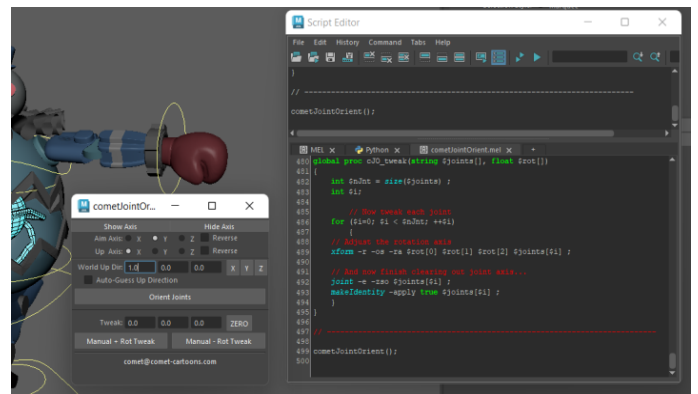 Script Editor
File Edit History Command Tabs Help
}
// --------------------------------------------------------------------------
cometJointOrient();
MEL × Python × cometJointOrient.mel × +
480 global proc cJO_tweak(string $joints[], float $rot[])
481 {
482 int $nJnt = size($joints) ;
483 int $i;
484
485 // Now tweak each joint
486 for ($i=0; $i < $nJnt; ++$i)
487 {
488 // Adjust the rotation axis
489 xform -r -os -ra $rot[0] $rot[1] $rot[2] $joints[$i] ;
490
491 // And now finish clearing out joint axis...
492 joint -e -zso $joints[$i] ;
493 makeIdentity -apply true $joints[$i] ;
494 }
495 }
496
497 // --------------------------------------------------------------------------
498
499 cometJointOrient();
500
cometJointOr...
Show Axis Hide Axis
Aim Axis: X Y Z Reverse
Up Axis: X Y Z Reverse
World Up Dir: 1.0 0.0 0.0 X Y Z
Auto-Guess Up Direction
Orient Joints
Tweak: 0.0 0.0 0.0 ZERO
Manual + Rot Tweak Manual - Rot Tweak
comet@comet-cartoons.com